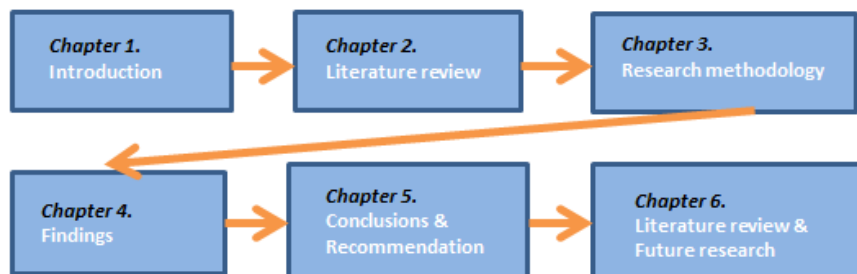 Chapter 1.
Introduction
Chapter 2.
Literature review
Chapter 3.
Research methodology
Chapter 4.
Findings
Chapter 5.
Conclusions &
Recommendation
Chapter 6.
Literature review &
Future research